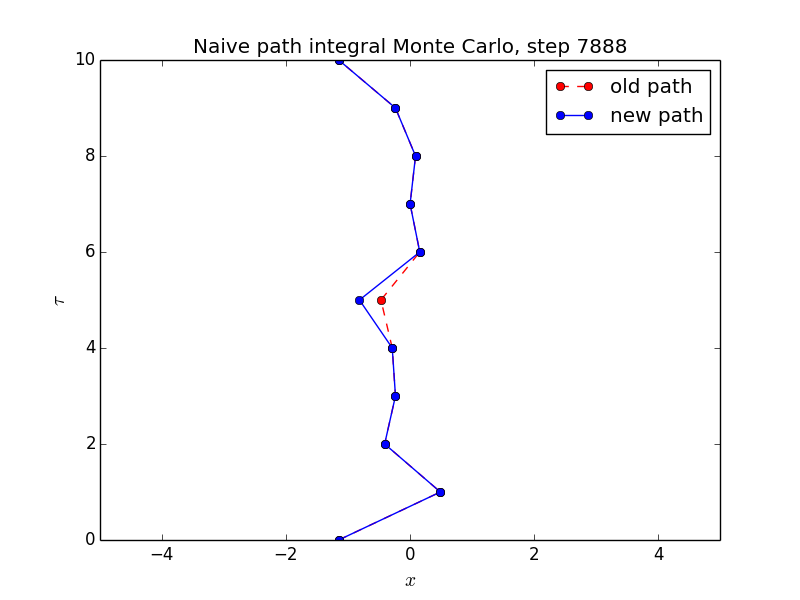 Naive path integral Monte Carlo, step 7888
old path
new path
10
8
6
4
2
0
τ
−4 −2 0 2 4
x